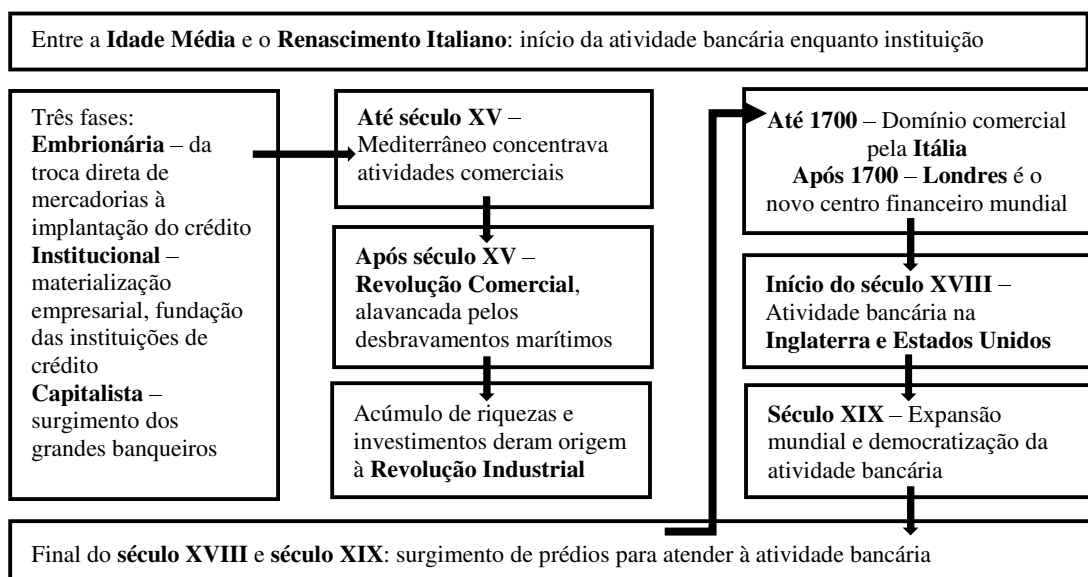 Entre a Idade Média e o Renascimento Italiano: início da atividade bancária enquanto instituição
Três fases:
Embrionária – da
troca direta de
mercadorias à
implantação do crédito
Institucional –
materialização
empresarial, fundação
das instituições de
crédito
Capitalista –
surgimento dos
grandes banqueiros
Até século XV –
Mediterrâneo concentrava
atividades comerciais
Após século XV –
Revolução Comercial,
alavancada pelos
desbravamentos marítimos
Acúmulo de riquezas e
investimentos deram origem
à Revolução Industrial
Até 1700 – Domínio comercial
pela Itália
Após 1700 – Londres é o
novo centro financeiro mundial
Início do século XVIII –
Atividade bancária na
Inglaterra e Estados Unidos
Século XIX – Expansão
mundial e democratização da
atividade bancária
Final do século XVIII e século XIX: surgimento de prédios para atender à atividade bancária